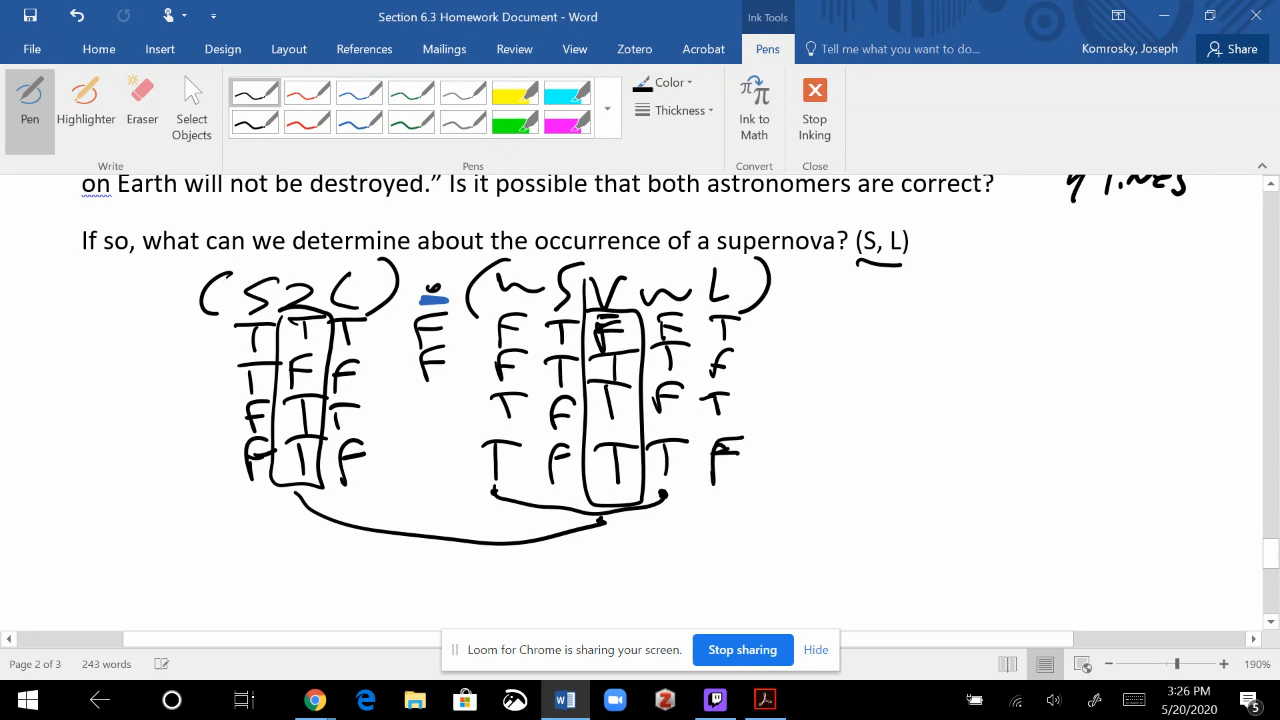 Section 6.3 Homework Document - Word
Ink Tools
File Home Insert Design Layout References Mailings Review View Zotero Acrobat Pens Tell me what you want to do... Komrosky, Joseph Share
Pen Highlighter Eraser Select Objects Color Thickness Ink to Math Stop Inking
Write Pens Convert Close
on Earth will not be destroyed.” Is it possible that both astronomers are correct?
If so, what can we determine about the occurrence of a supernova? (S, L)
(S ⊃ L) • (~ S V ~ L)
T T T F F T F F T
T F F F F T T T F
F T T T F T F T
F T F T F T T F
Loom for Chrome is sharing your screen. Stop sharing Hide
Page 2 of 3 243 words 190%
3:26 PM
5/20/2020
5